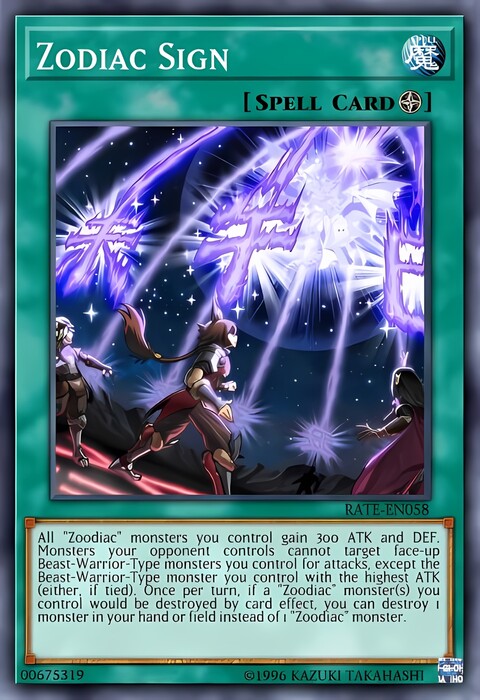 ZODIAC SIGN
魔
[SPELL CARD]
RATE-EN058
All "Zoodiac" monsters you control gain 300 ATK and DEF.
Monsters your opponent controls cannot target face-up
Beast-Warrior-Type monsters you control for attacks, except the
Beast-Warrior-Type monster you control with the highest ATK
(either, if tied). Once per turn, if a "Zoodiac" monster(s) you
control would be destroyed by card effect, you can destroy 1
monster in your hand or field instead of 1 "Zoodiac" monster.
00675319
©1996 KAZUKI TAKAHASHI